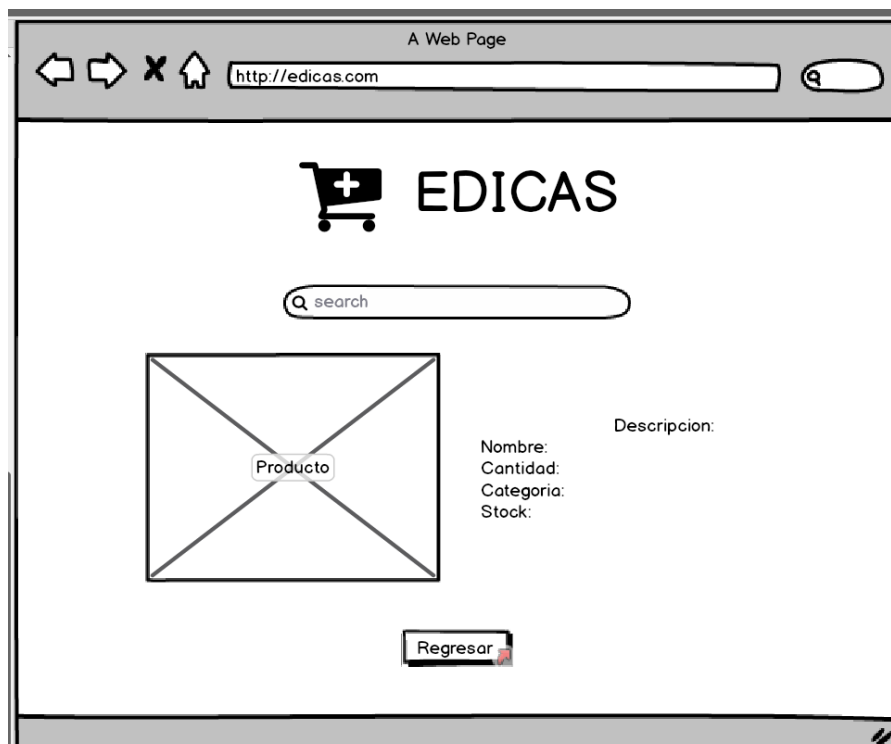 A Web Page
http://edicas.com
EDICAS
search
Producto
Descripcion:
Nombre:
Cantidad:
Categoria:
Stock:
Regresar